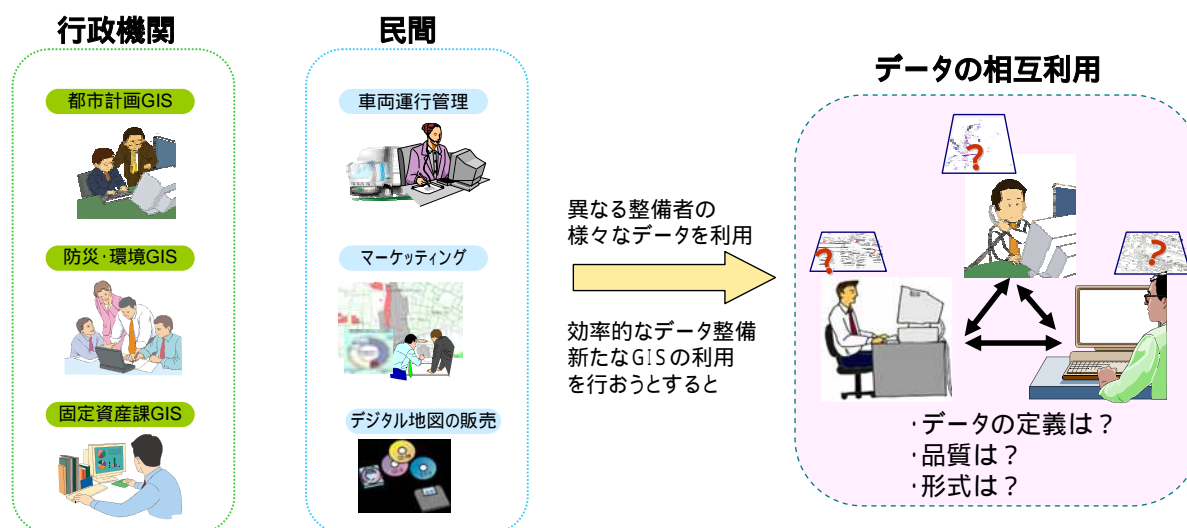 行政機関
都市計画GIS
防災・環境GIS
固定資産課GIS
民間
車両運行管理
マーケッティング
デジタル地図の販売
異なる整備者の
様々なデータを利用
効率的なデータ整備
新たなGISの利用
を行おうとすると
データの相互利用
?
?
?
・データの定義は？
・品質は？
・形式は？